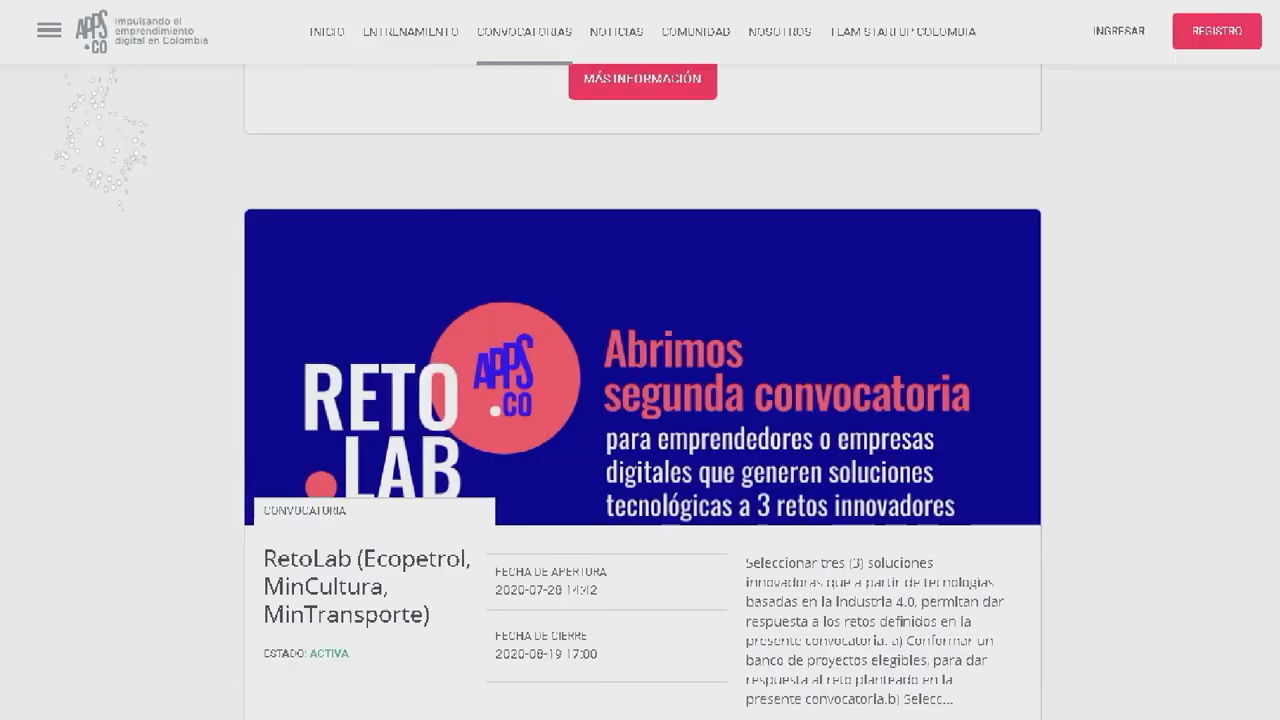 APPS
.CO
Impulsando el
emprendimiento
digital en Colombia
INICIO ENTRENAMIENTO CONVOCATORIAS NOTICIAS COMUNIDAD NOSOTROS TEAM STARTUP COLOMBIA
INGRESAR REGISTRO
MÁS INFORMACIÓN
RETO
.LAB
APPS
.CO
Abrimos
segunda convocatoria
para emprendedores o empresas
digitales que generen soluciones
tecnológicas a 3 retos innovadores
CONVOCATORIA
RetoLab (Ecopetrol,
MinCultura,
MinTransporte)
ESTADO: ACTIVA
FECHA DE APERTURA
2020-07-28 14:42
FECHA DE CIERRE
2020-08-19 17:00
Seleccionar tres (3) soluciones
innovadoras que a partir de tecnologías
basadas en la Industria 4.0, permitan dar
respuesta a los retos definidos en la
presente convocatoria. a) Conformar un
banco de proyectos elegibles, para dar
respuesta al reto planteado en la
presente convocatoria.b) Selecc...